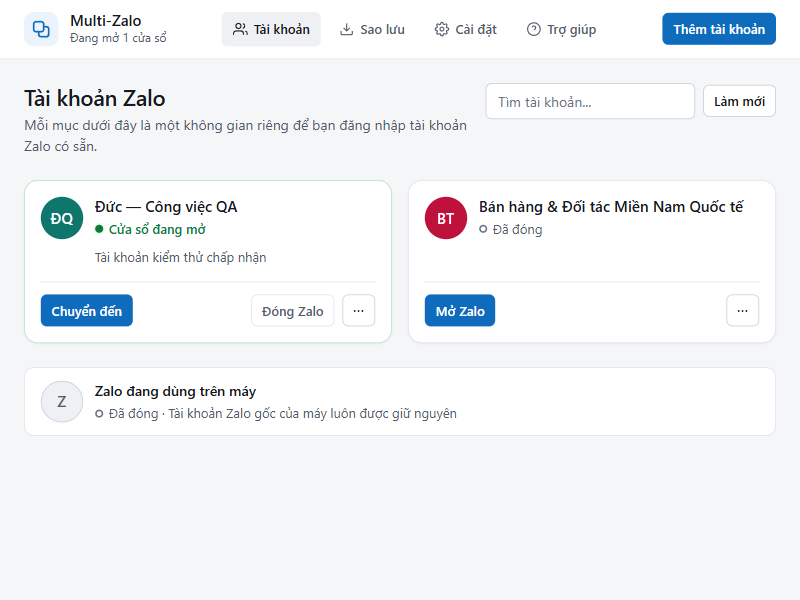 Multi-Zalo
Đang mở 1 cửa sổ
Tài khoản
Sao lưu
Cài đặt
Trợ giúp
Thêm tài khoản
Tài khoản Zalo
Mỗi mục dưới đây là một không gian riêng để bạn đăng nhập tài khoản
Zalo có sẵn.
Tìm tài khoản...
Làm mới
ĐQ
Đức — Công việc QA
Cửa sổ đang mở
Tài khoản kiểm thử chấp nhận
Chuyển đến
Đóng Zalo
...
BT
Bán hàng & Đối tác Miền Nam Quốc tế
Đã đóng
Mở Zalo
...
Z
Zalo đang dùng trên máy
Đã đóng · Tài khoản Zalo gốc của máy luôn được giữ nguyên